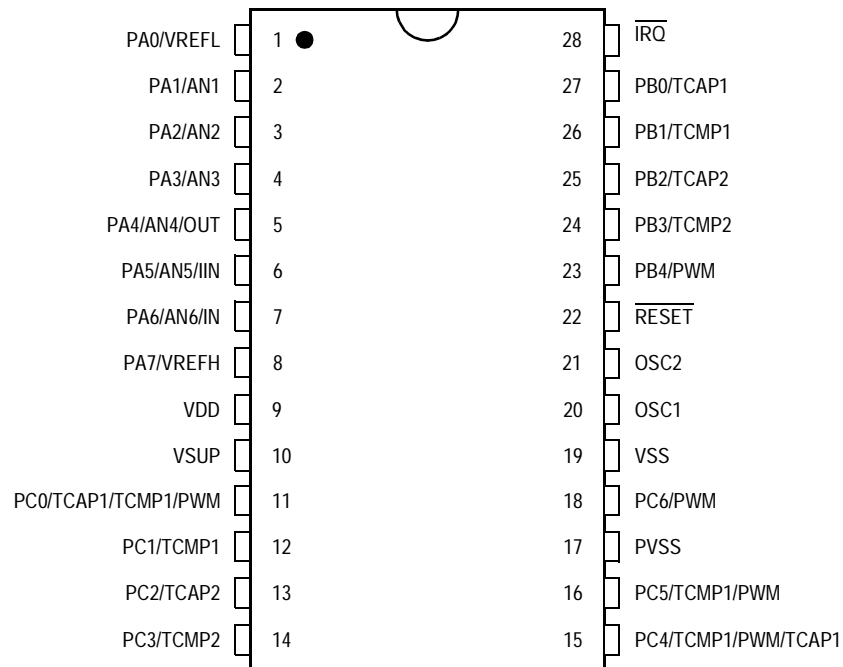 PA0/VREFL 1 28 IRQ
PA1/AN1 2 27 PB0/TCAP1
PA2/AN2 3 26 PB1/TCMP1
PA3/AN3 4 25 PB2/TCAP2
PA4/AN4/OUT 5 24 PB3/TCMP2
PA5/AN5/IIN 6 23 PB4/PWM
PA6/AN6/IN 7 22 RESET
PA7/VREFH 8 21 OSC2
VDD 9 20 OSC1
VSUP 10 19 VSS
PC0/TCAP1/TCMP1/PWM 11 18 PC6/PWM
PC1/TCMP1 12 17 PVSS
PC2/TCAP2 13 16 PC5/TCMP1/PWM
PC3/TCMP2 14 15 PC4/TCMP1/PWM/TCAP1